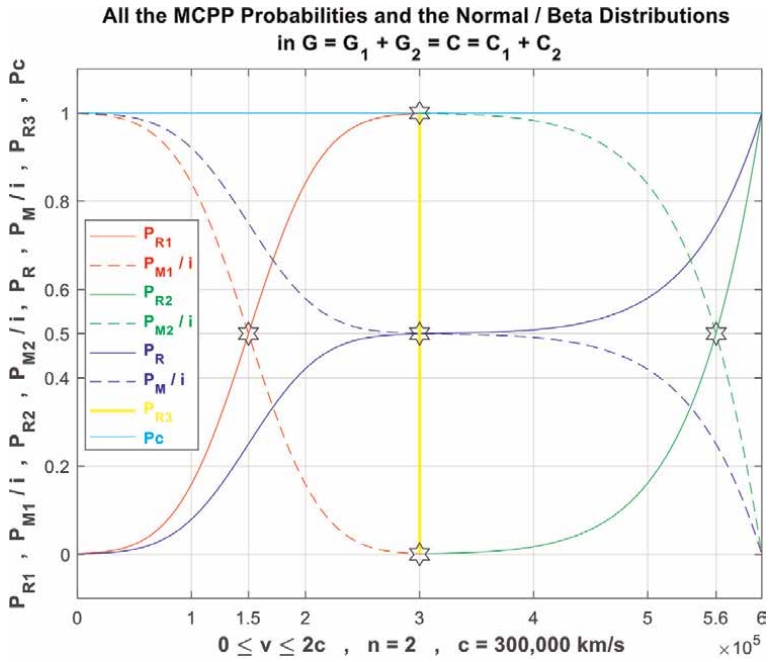 All the MCPP Probabilities and the Normal / Beta Distributions
in G = G1 + G2 = C = C1 + C2
PR1 , PM1 / i , PR2 , PM2 / i , PR , PM / i , PR3 , Pc
1
0.8
0.6
0.5
0.4
0.2
0
PR1
PM1 / i
PR2
PM2 / i
PR
PM / i
PR3
Pc
0 1 1.5 2 3 4 5 5.6 6
0 ≤ v ≤ 2c , n = 2 , c = 300,000 km/s
×10^5